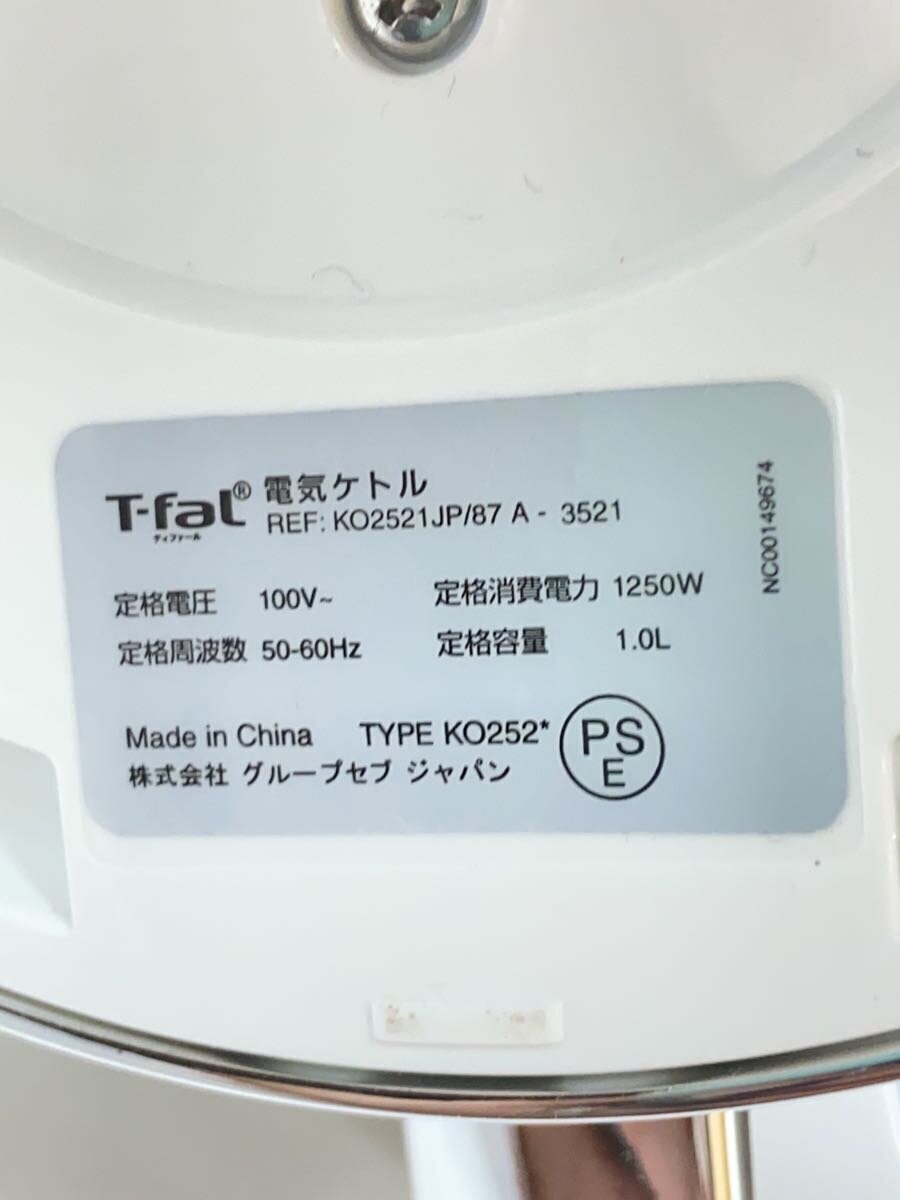 T-fal® 電気ケトル
ティファール
REF: KO2521JP/87 A - 3521
定格電圧 100V~ 定格消費電力 1250W
定格周波数 50-60Hz 定格容量 1.0L
Made in China TYPE KO252*
株式会社 グループセブ ジャパン
PS
E
NC00149674